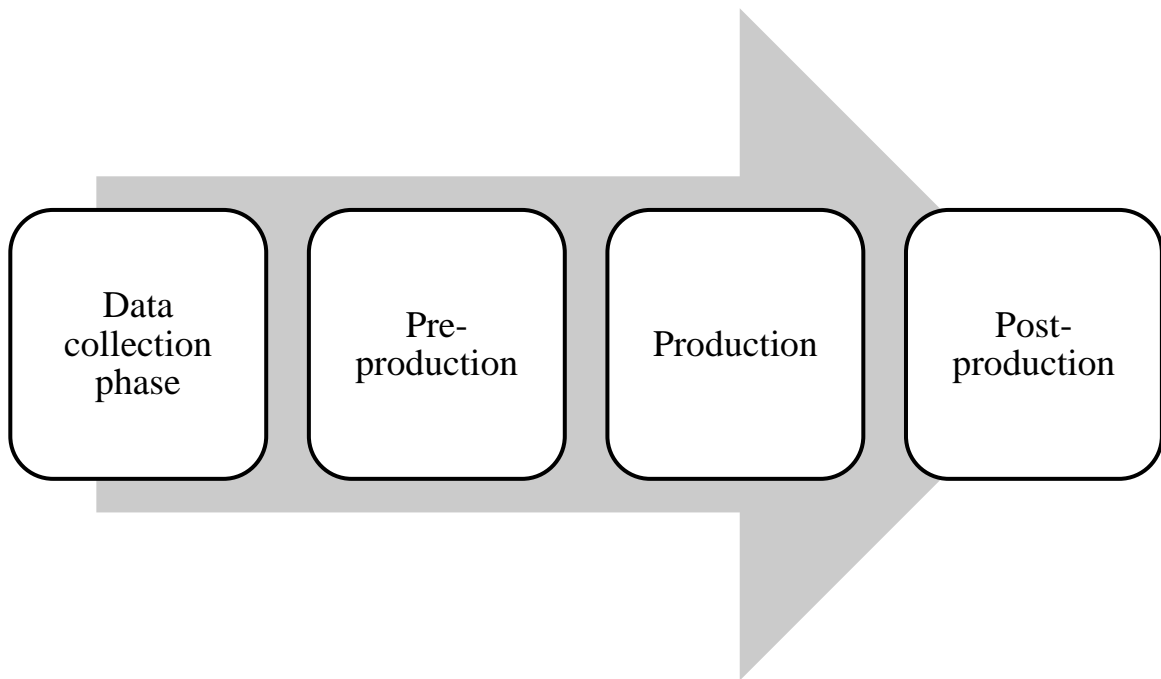 Data
collection
phase
Pre-
production
Production
Post-
production